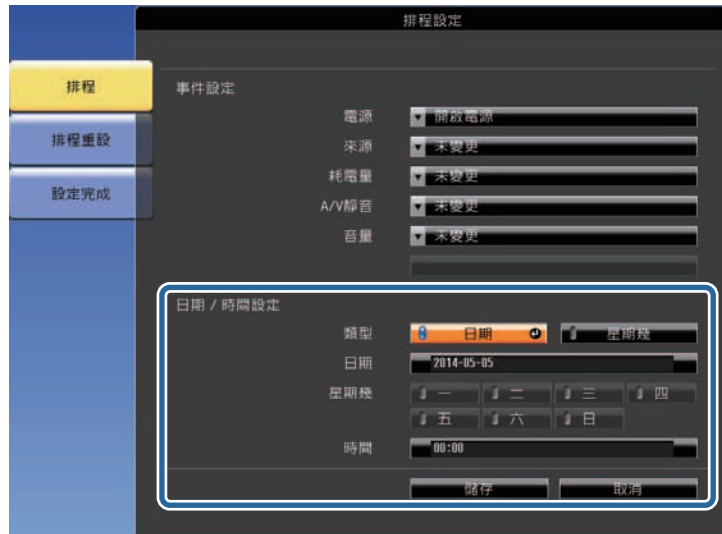 排程設定
排程
排程重設
設定完成
事件設定
電源 開啟電源
來源 未變更
耗電量 未變更
A/V靜音 未變更
音量 未變更
日期 / 時間設定
類型 日期 星期幾
日期 2014-05-05
星期幾 一 二 三 四
五 六 日
時間 00:00
儲存 取消